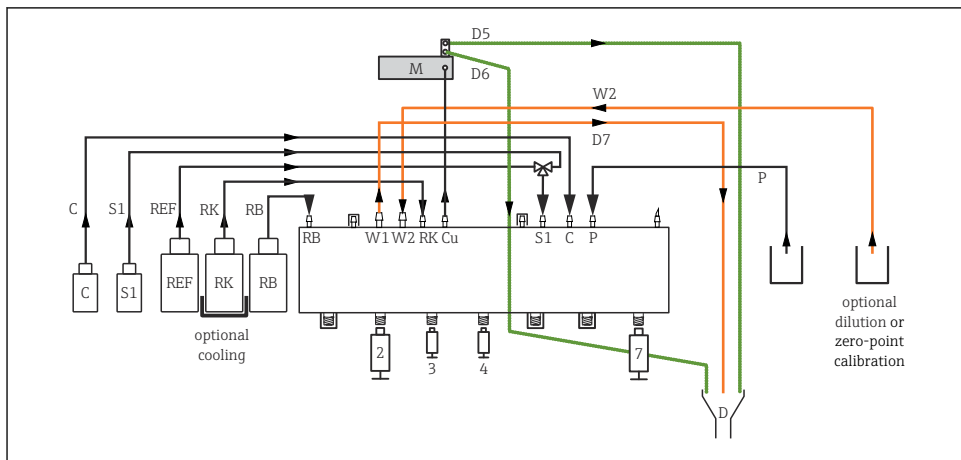 D5
M
D6
W2
D7
P
C
S1
REF
RK
RB
RB
W1
W2
RK
Cu
S1
C
P
C
S1
REF
RK
RB
optional
cooling
2
3
4
7
optional
dilution or
zero-point
calibration
D